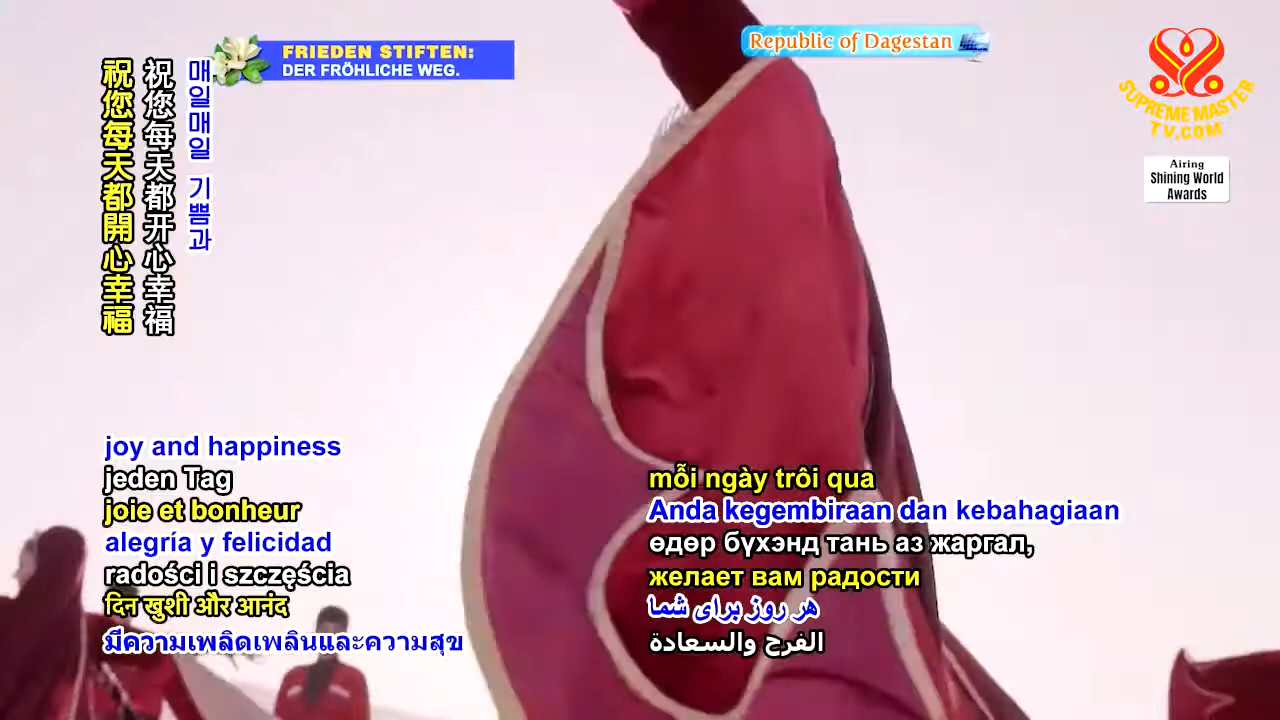 FRIEDEN STIFTEN:
DER FRÖHLICHE WEG.
Republic of Dagestan
SUPREME MASTER
TV.COM
Airing
Shining World
Awards
祝您每天都開心幸福
祝您每天都开心幸福
매일매일 기쁨과
joy and happiness
jeden Tag
joie et bonheur
alegría y felicidad
radości i szczęścia
दिन खुशी और आनंद
มีความเพลิดเพลินและความสุข
mỗi ngày trôi qua
Anda kegembiraan dan kebahagiaan
өдөр бүхэнд тань аз жаргал,
желает вам радости
هر روز برای شما
الفرح والسعادة